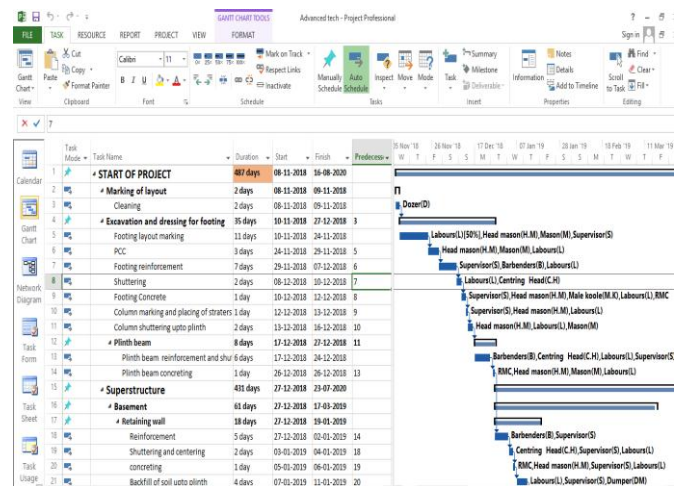 GANTT CHART TOOLS Advanced tech - Project Professional
FILE TASK RESOURCE REPORT PROJECT VIEW FORMAT Sign in
Gantt Chart Paste Cut Copy Format Painter Calibri 11 B I U Mark on Track Respect Links Inactivate Manually Schedule Auto Schedule Inspect Move Mode Task Summary Milestone Deliverable Information Notes Details Add to Timeline Scroll to Task Find Clear Fill
View Clipboard Font Schedule Tasks Insert Properties Editing
7
Task Mode Task Name Duration Start Finish Predecess 26 Nov '18 17 Dec '18 07 Jan '19 28 Jan '19 18 Feb '19 11 Mar '19
W T F S S M T W T F S S M T W T F
1 START OF PROJECT 487 days 08-11-2018 16-08-2020
2 Marking of layout 2 days 08-11-2018 09-11-2018
3 Cleaning 2 days 08-11-2018 09-11-2018 Dozer(D)
4 Excavation and dressing for footing 35 days 10-11-2018 27-12-2018 3
5 Footing layout marking 11 days 10-11-2018 24-11-2018 Labours(L)[50%],Head mason(H.M),Mason(M),Supervisor(S)
6 PCC 3 days 24-11-2018 29-11-2018 5 Head mason(H.M),Mason(M),Labours(L)
7 Footing reinforcement 7 days 29-11-2018 07-12-2018 6 Supervisor(S),Barbenders(B),Labours(L)
8 Shuttering 2 days 08-12-2018 10-12-2018 7 Labours(L),Centring Head(C.H)
9 Footing Concrete 1 day 10-12-2018 12-12-2018 8 Supervisor(S),Head mason(H.M),Male koole(M.K),Labours(L),RMC
10 Column marking and placing of straters 1 day 12-12-2018 13-12-2018 9 Supervisor(S),Head mason(H.M),Labours(L)
11 Column shuttering upto plinth 2 days 13-12-2018 16-12-2018 10 Head mason(H.M),Labours(L),Mason(M)
12 Plinth beam 8 days 17-12-2018 27-12-2018 11
13 Plinth beam reinforcement and shu 6 days 17-12-2018 24-12-2018 Barbenders(B),Centring Head(C.H),Labours(L),Supervisor(S)
14 Plinth beam concreting 1 day 26-12-2018 26-12-2018 13 RMC,Head mason(H.M),Mason(M),Labours(L)
15 Superstructure 431 days 27-12-2018 23-07-2020
16 Basement 61 days 27-12-2018 17-03-2019
17 Retaining wall 18 days 27-12-2018 19-01-2019
18 Reinforcement 5 days 27-12-2018 02-01-2019 14 Barbenders(B),Supervisor(S)
19 Shuttering and centering 2 days 03-01-2019 04-01-2019 18 Centring Head(C.H),Supervisor(S),Labours(L)
20 concreting 1 day 05-01-2019 06-01-2019 19 RMC,Head mason(H.M),Supervisor(S),Labours(L)
21 Backfill of soil upto plinth 4 days 07-01-2019 11-01-2019 20 Labours(L),Supervisor(S),Dumper(DM)
Calendar
Gantt Chart
Network Diagram
Task Form
Task Sheet
Task Usage